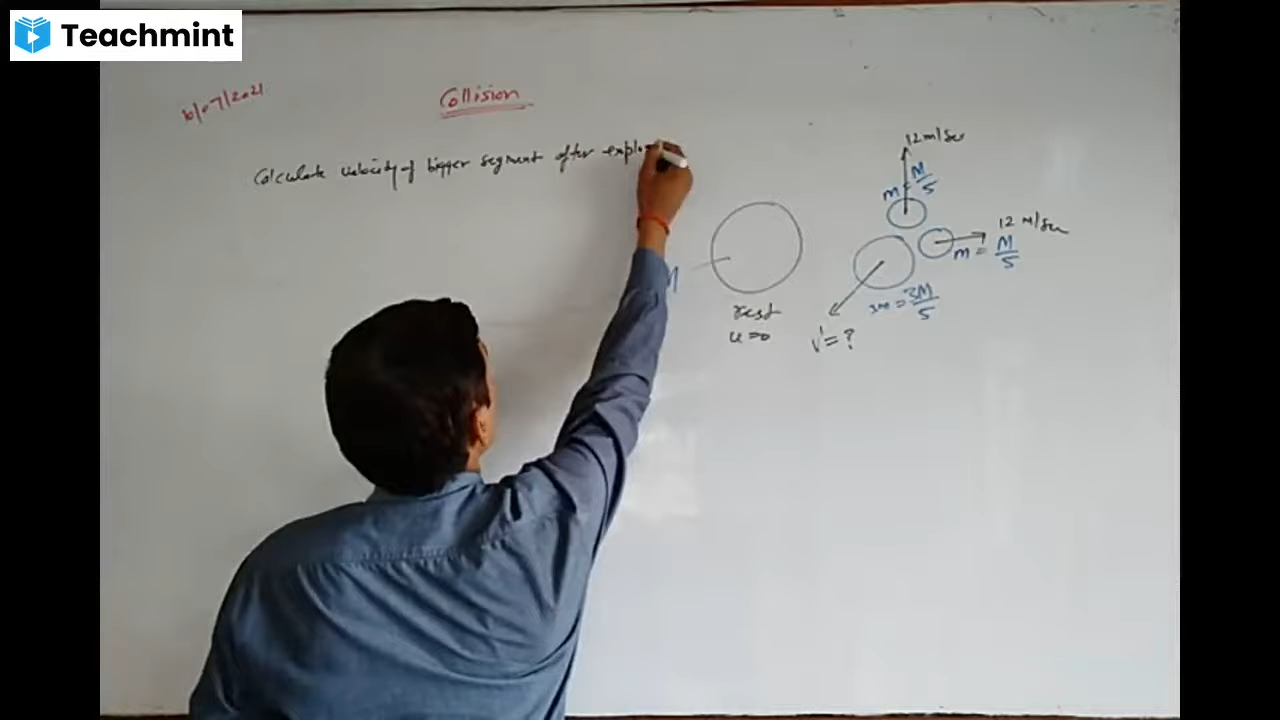 Teachmint
10/07/2021
Collision
Calculate velocity of bigger segment after explo
12 m/sec
m = M/5
12 m/sec
m = M/5
M
3m = 3M/5
rest
u=0
v' = ?